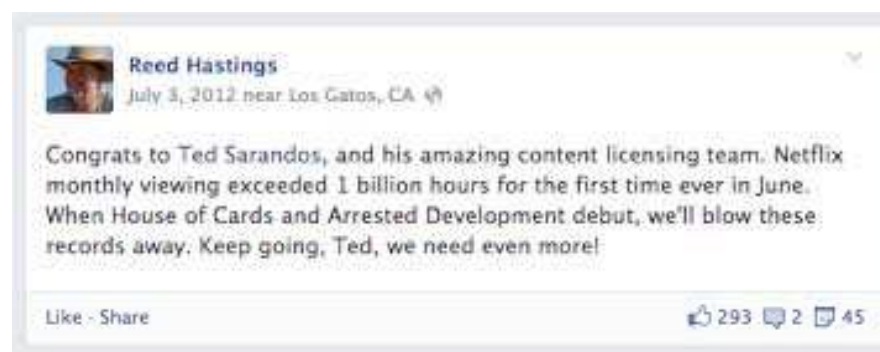 Reed Hastings
July 3, 2012 near Los Gatos, CA
Congrats to Ted Sarandos, and his amazing content licensing team. Netflix
monthly viewing exceeded 1 billion hours for the first time ever in June.
When House of Cards and Arrested Development debut, we'll blow these
records away. Keep going, Ted, we need even more!
Like · Share 293 2 45